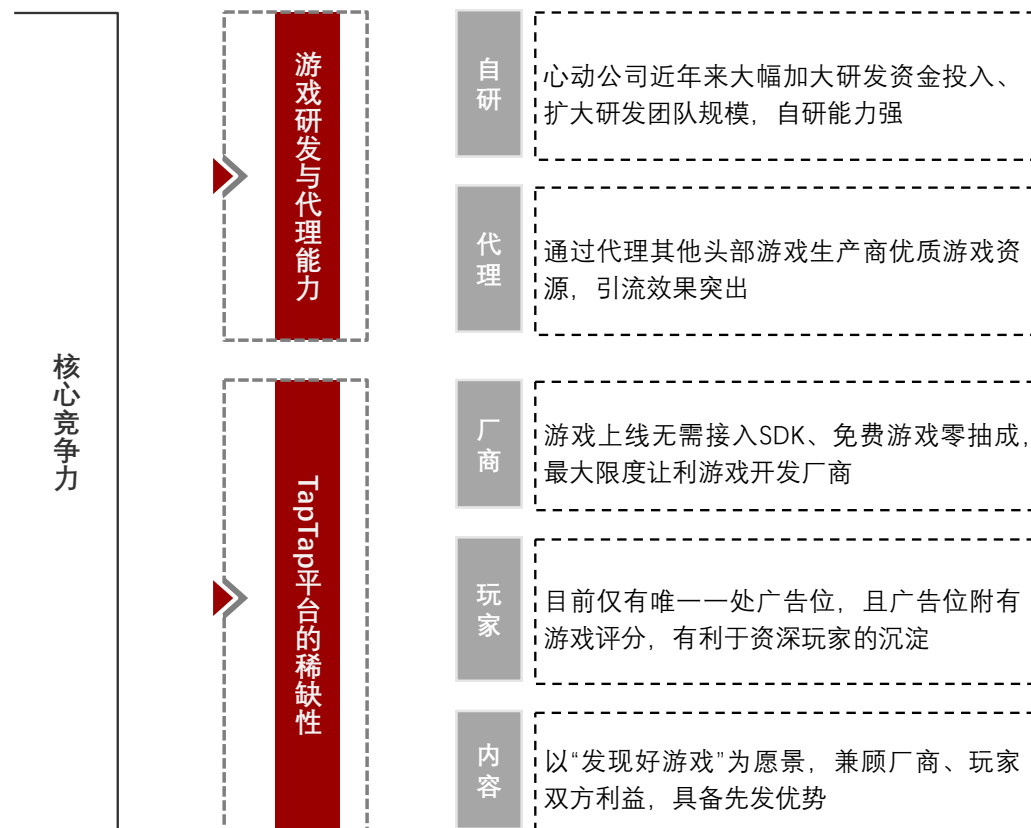 核心竞争力
游戏研发与代理能力
自研
心动公司近年来大幅加大研发资金投入、
扩大研发团队规模，自研能力强
代理
通过代理其他头部游戏生产商优质游戏资
源，引流效果突出
TapTap平台的稀缺性
厂商
游戏上线无需接入SDK、免费游戏零抽成，
最大限度让利游戏开发厂商
玩家
目前仅有唯一一处广告位，且广告位附有
游戏评分，有利于资深玩家的沉淀
内容
以“发现好游戏”为愿景，兼顾厂商、玩家
双方利益，具备先发优势